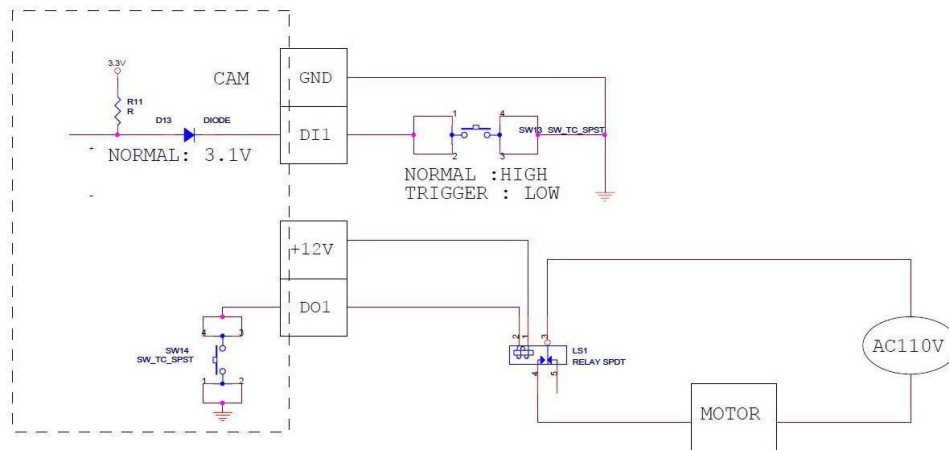 3.3V
R11
R
CAM
D13
DIODE
NORMAL: 3.1V
GND
DI1
1
4
2
3
SW13 SW_TC_SPST
NORMAL :HIGH
TRIGGER : LOW
+12V
DO1
4
3
SW14
SW_TC_SPST
1
2
2
1
3
LS1
RELAY SPDT
4
5
MOTOR
AC110V